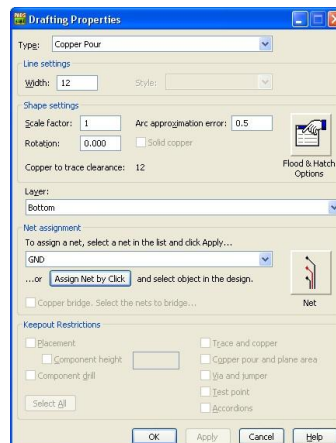 Drafting Properties
Type: Copper Pour
Line settings
Width: 12 Style:
Shape settings
Scale factor: 1 Arc approximation error: 0.5
Rotation: 0.000 Solid copper
Copper to trace clearance: 12
Flood & Hatch Options
Layer:
Bottom
Net assignment
To assign a net, select a net in the list and click Apply...
GND
...or Assign Net by Click and select object in the design.
Net
Copper bridge. Select the nets to bridge...
Keepout Restrictions
Placement Trace and copper
Component height Copper pour and plane area
Component drill Via and jumper
Test point
Select All Accordions
OK Apply Cancel Help